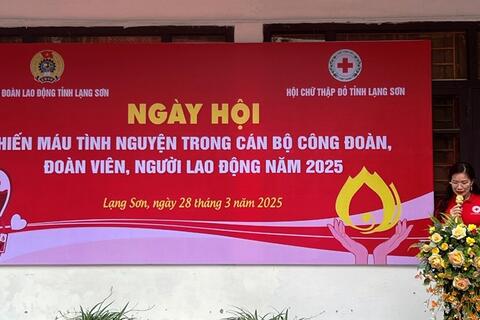 ĐOÀN LAO ĐỘNG TỈNH LẠNG SƠN
HỘI CHỮ THẬP ĐỎ TỈNH LẠNG SƠN
NGÀY HỘI
HIẾN MÁU TÌNH NGUYỆN TRONG CÁN BỘ CÔNG ĐOÀN,
ĐOÀN VIÊN, NGƯỜI LAO ĐỘNG NĂM 2025
Lạng Sơn, ngày 28 tháng 3 năm 2025